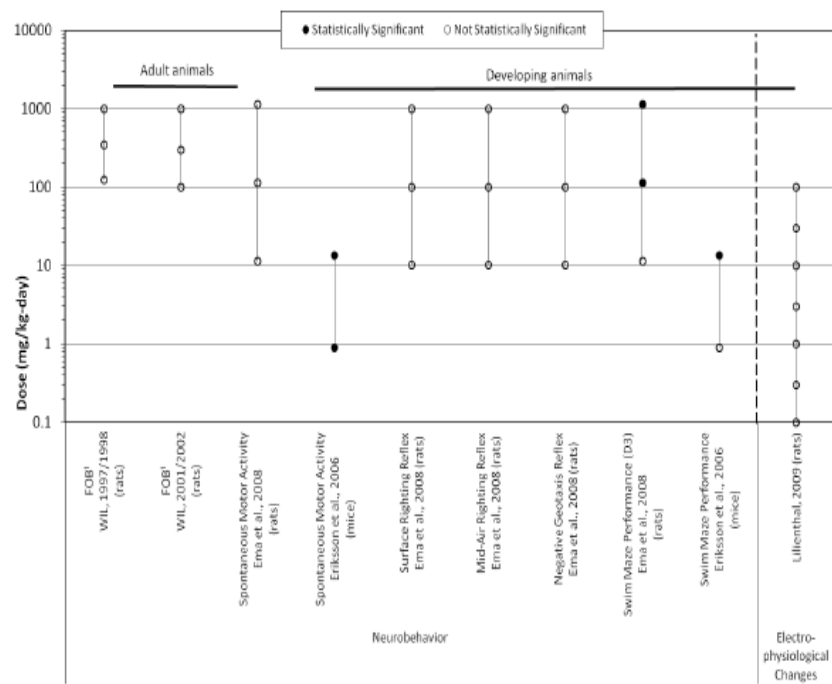 10000
1000
100
10
1
0.1
Dose (mg/kg-day)
● Statistically Significant ○ Not Statistically Significant
Adult animals
Developing animals
FOB¹
WIL, 1997/1998
(rats)
FOB¹
WIL, 2001/2002
(rats)
Spontaneous Motor Activity
Ema et al., 2008
(rats)
Spontaneous Motor Activity
Eriksson et al., 2006
(mice)
Surface Righting Reflex
Ema et al., 2008 (rats)
Mid-Air Righting Reflex
Ema et al., 2008 (rats)
Negative Geotaxis Reflex
Ema et al., 2008 (rats)
Swim Maze Performance (D3)
Ema et al., 2008
(rats)
Swim Maze Performance
Eriksson et al., 2006
(mice)
Lilienthal, 2009 (rats)
Neurobehavior
Electro-
physiological
Changes